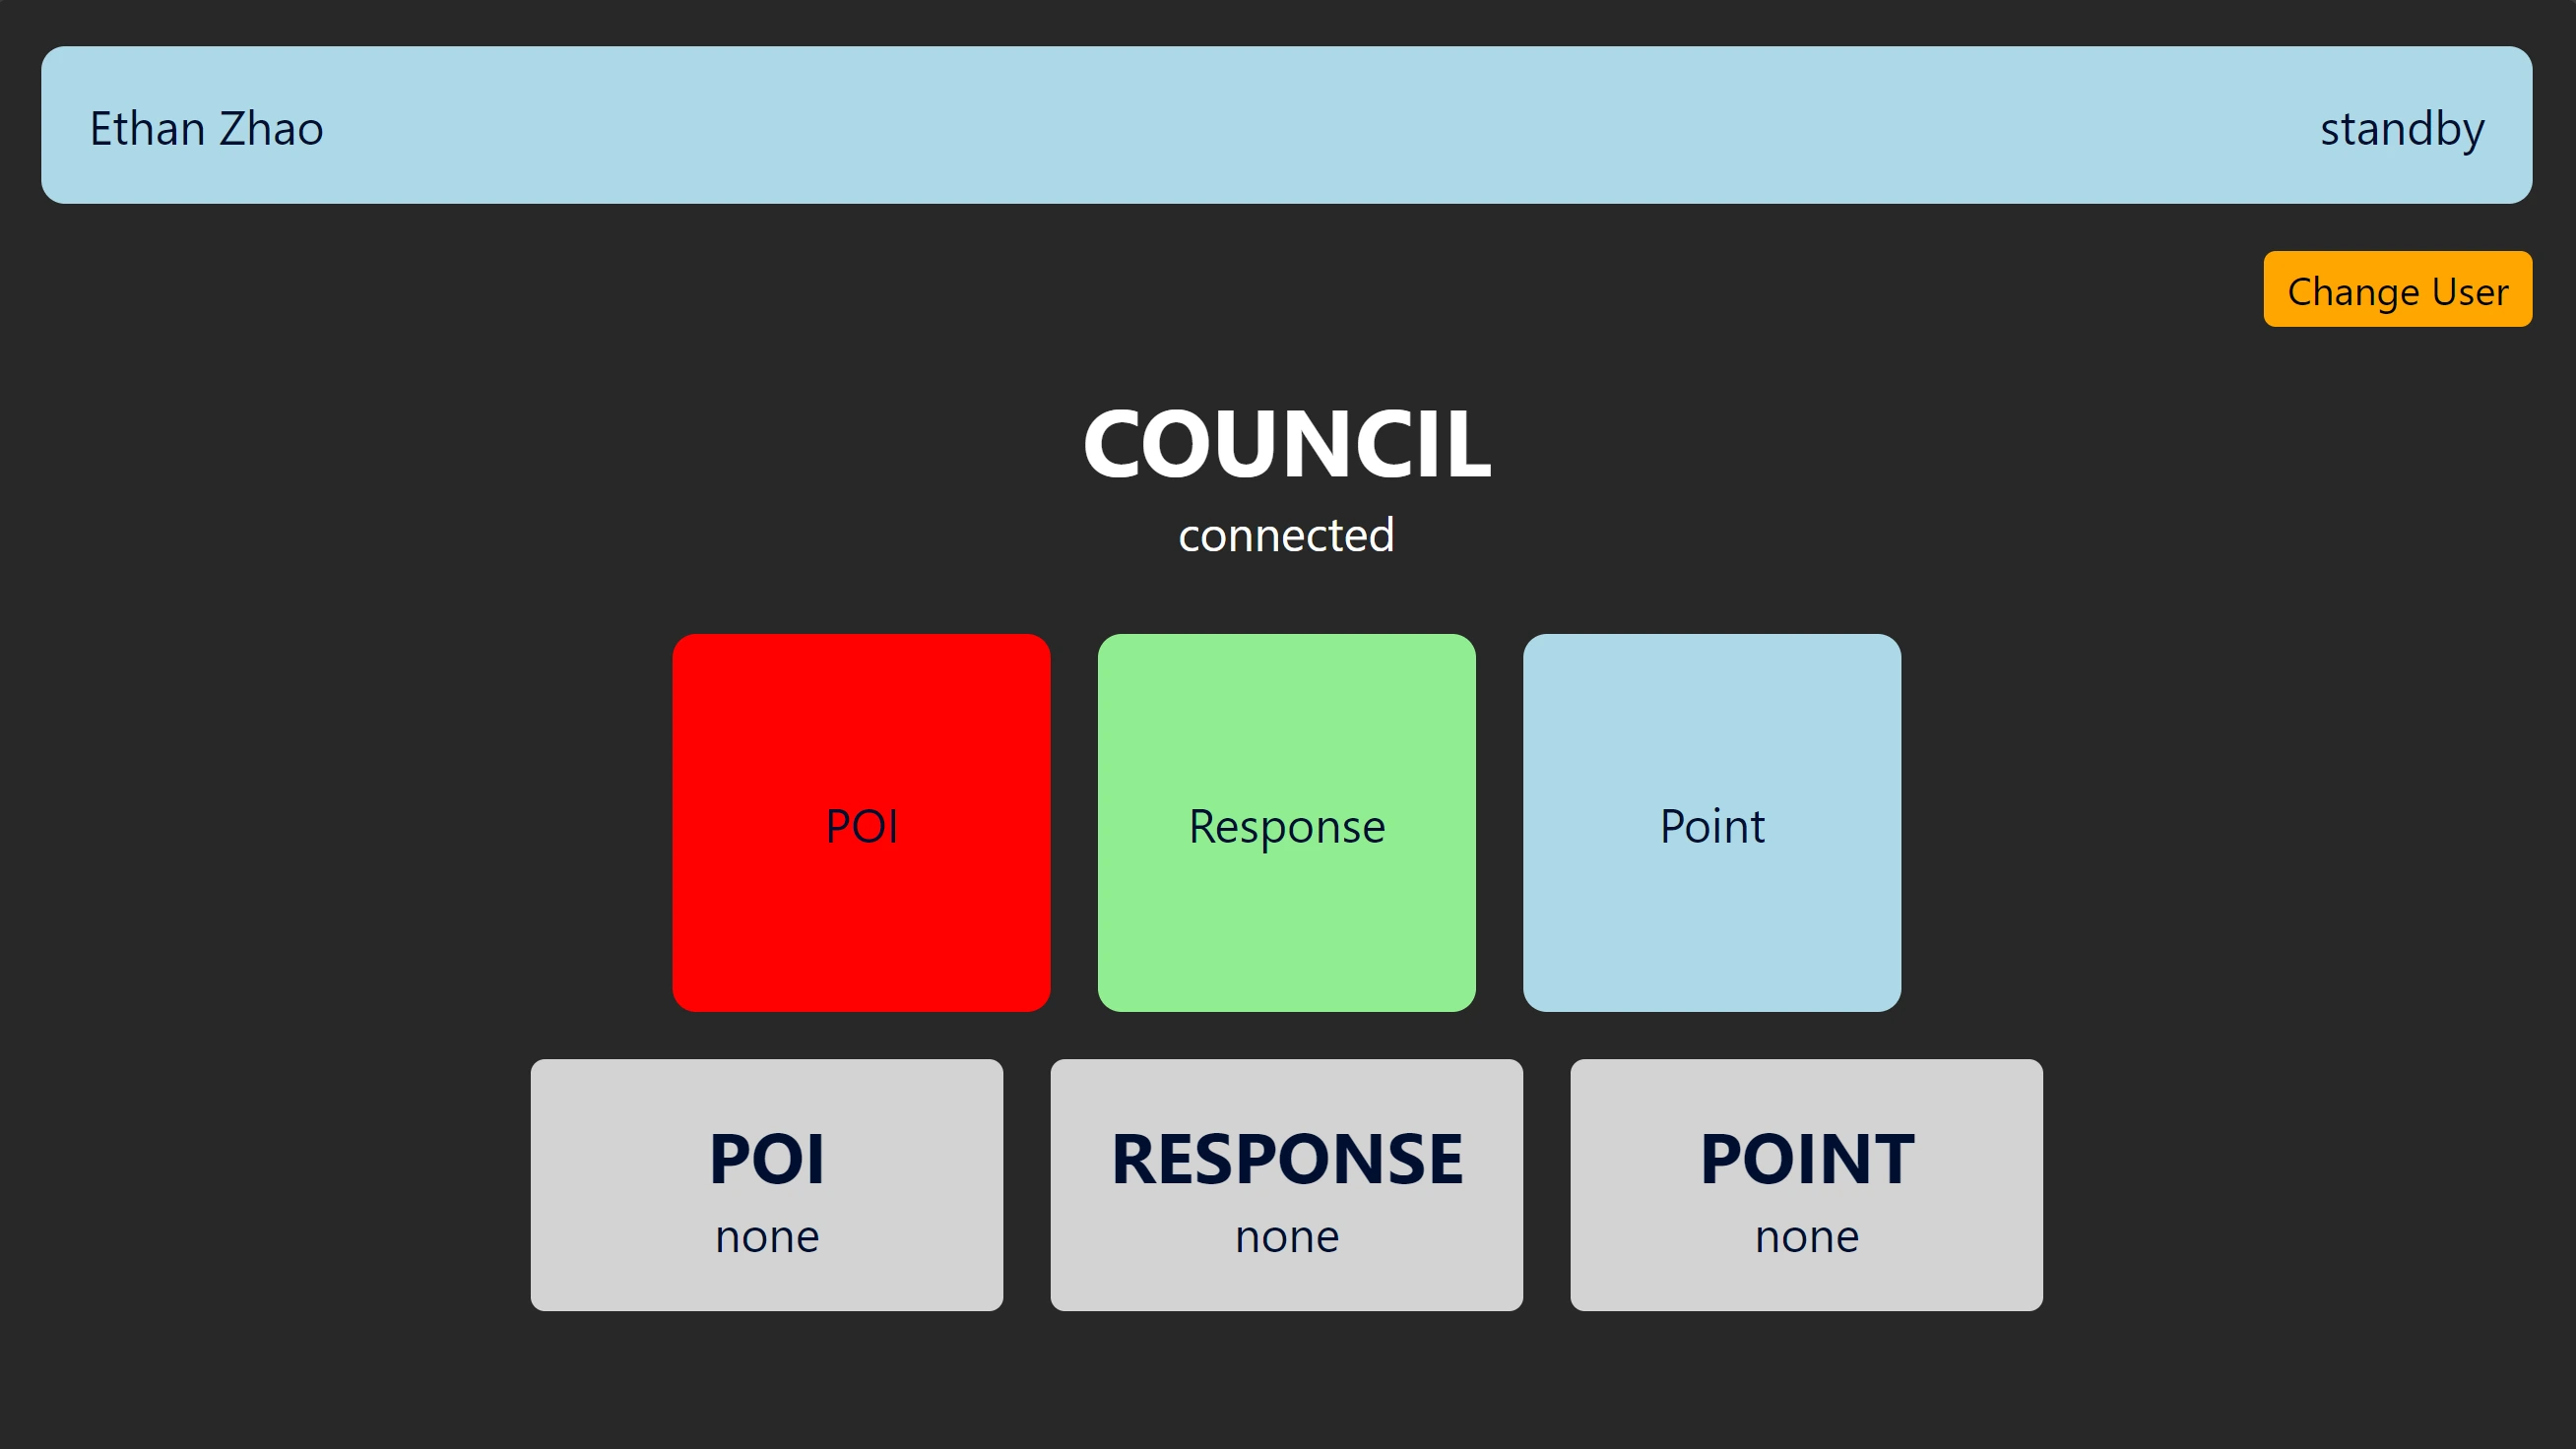 Ethan Zhao standby
Change User
COUNCIL
connected
POI Response Point
POI RESPONSE POINT
none none none